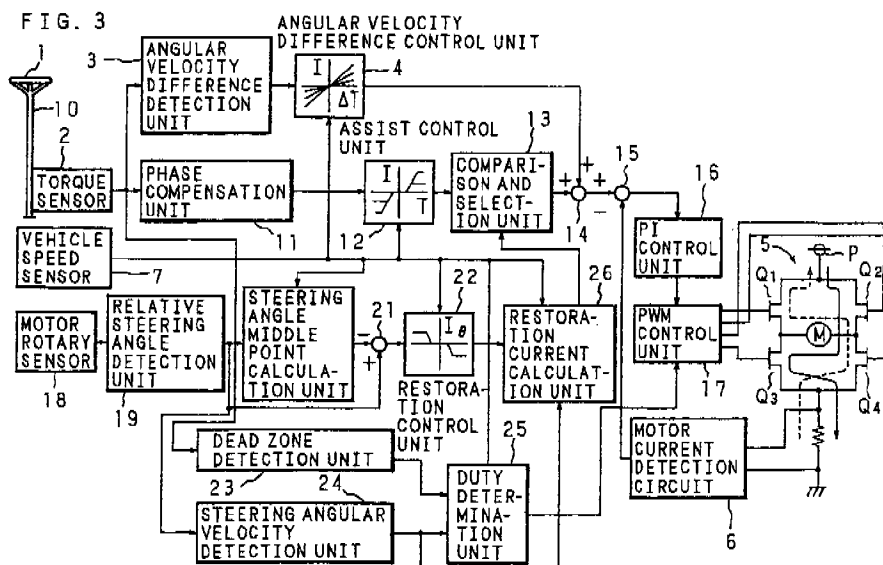 FIG. 3
1
10
2
TORQUE
SENSOR
3
ANGULAR
VELOCITY
DIFFERENCE
DETECTION
UNIT
ANGULAR VELOCITY
DIFFERENCE CONTROL UNIT
4
I
ΔT
ASSIST CONTROL
UNIT
PHASE
COMPENSATION
UNIT
11
I
T
12
13
COMPARI-
SON AND
SELECT-
ION UNIT
+
+
14
+
15
−
16
PI CONTROL
UNIT
PWM
CONTROL
UNIT
17
5
P
Q1
Q2
M
Q3
Q4
VEHICLE
SPEED
SENSOR
7
MOTOR
ROTARY
SENSOR
18
RELATIVE
STEERING
ANGLE
DETECTION
UNIT
19
STEERING
ANGLE
MIDDLE
POINT
CALCULA-
TION UNIT
−
+
21
22
I
θ
RESTORA-
TION
CONTROL
UNIT
26
RESTORA-
TION
CURRENT
CALCULAT-
ION UNIT
DEAD ZONE
DETECTION UNIT
23
24
STEERING ANGULAR
VELOCITY
DETECTION UNIT
25
DUTY
DETER-
MINA-
TION
UNIT
MOTOR
CURRENT
DETECTION
CIRCUIT
6